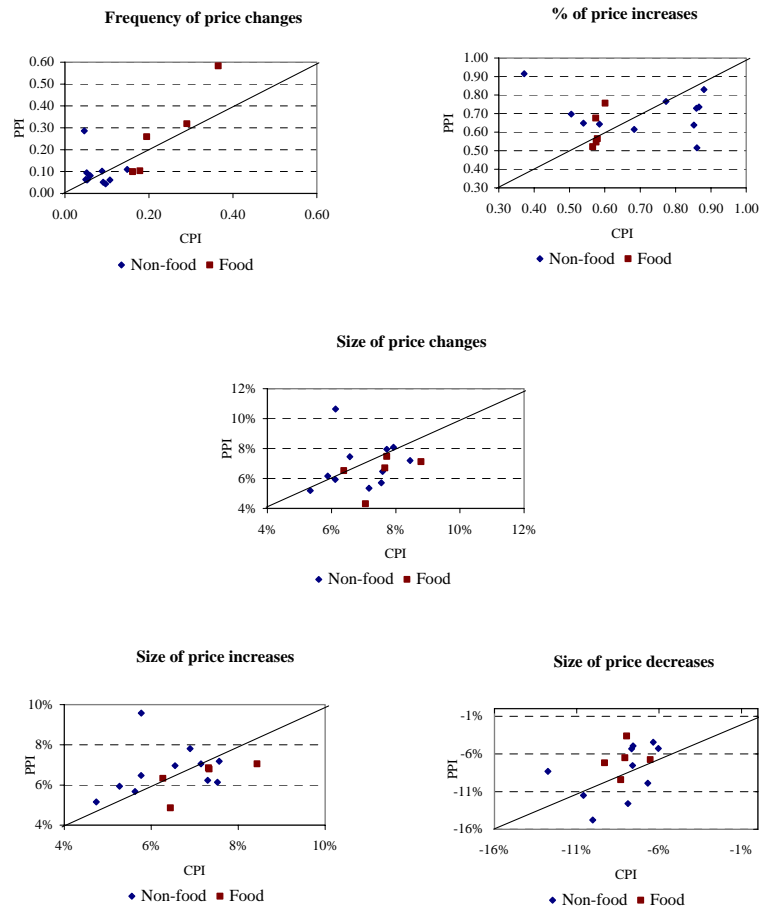 Frequency of price changes
0.60
0.50
0.40
0.30
0.20
0.10
0.00
PPI
0.00 0.20 0.40 0.60
CPI
Non-food Food
% of price increases
1.00
0.90
0.80
0.70
0.60
0.50
0.40
0.30
PPI
0.30 0.40 0.50 0.60 0.70 0.80 0.90 1.00
CPI
Non-food Food
Size of price changes
12%
10%
8%
6%
4%
PPI
4% 6% 8% 10% 12%
CPI
Non-food Food
Size of price increases
10%
8%
6%
4%
PPI
4% 6% 8% 10%
CPI
Non-food Food
Size of price decreases
-1%
-6%
-11%
-16%
PPI
-16% -11% -6% -1%
CPI
Non-food Food